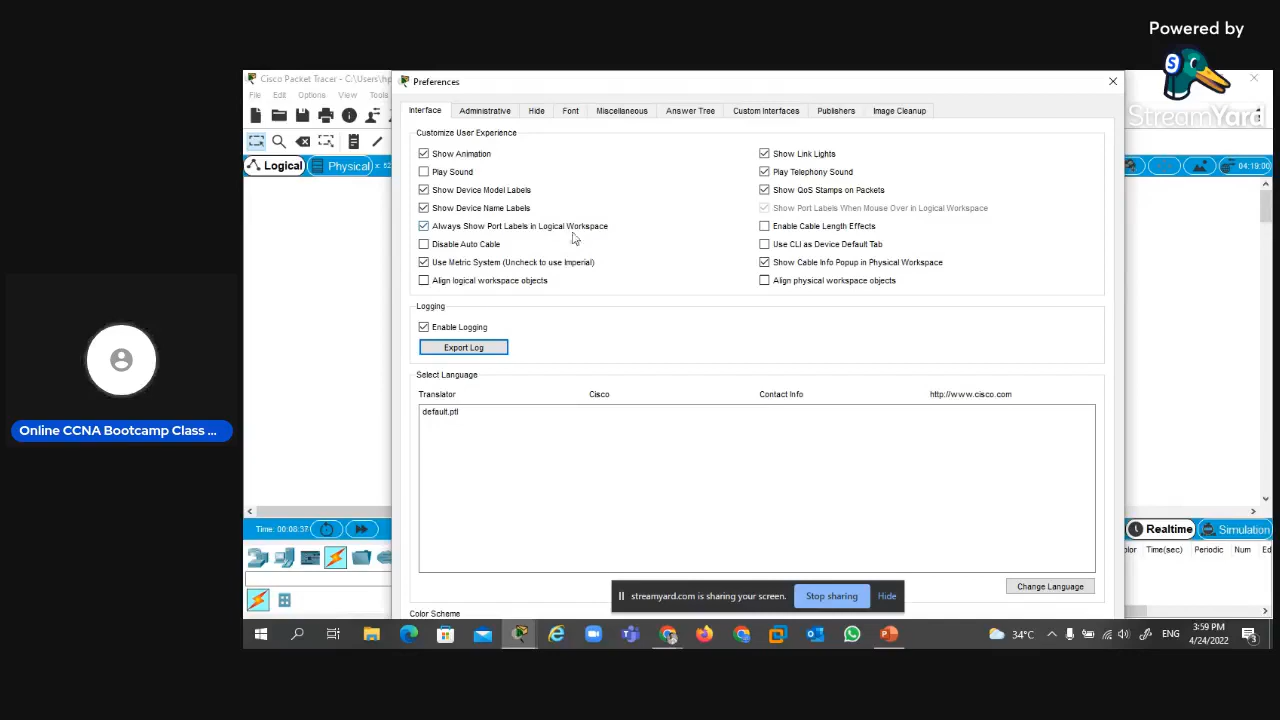 Powered by
StreamYard
Cisco Packet Tracer - C:\Users\hp
Preferences
File Edit Options View Tools
Interface Administrative Hide Font Miscellaneous Answer Tree Custom Interfaces Publishers Image Cleanup
Customize User Experience
Show Animation
Show Link Lights
Play Sound
Play Telephony Sound
Logical
Physical
04:19:00
Show Device Model Labels
Show QoS Stamps on Packets
Show Device Name Labels
Show Port Labels When Mouse Over in Logical Workspace
Always Show Port Labels in Logical Workspace
Enable Cable Length Effects
Disable Auto Cable
Use CLI as Device Default Tab
Use Metric System (Uncheck to use Imperial)
Show Cable Info Popup in Physical Workspace
Align logical workspace objects
Align physical workspace objects
Logging
Enable Logging
Export Log
Select Language
Translator Cisco Contact Info http://www.cisco.com
default.ptl
Online CCNA Bootcamp Class ...
Time: 00:08:37
Realtime
Simulation
Time(sec) Periodic Num Ed
Change Language
streamyard.com is sharing your screen.
Stop sharing
Hide
Color Scheme
34°C
ENG
3:59 PM
4/24/2022
3